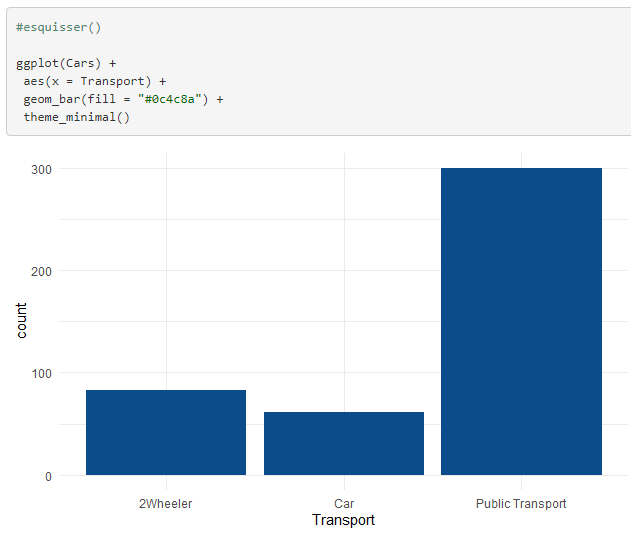 #esquisser()
ggplot(Cars) +
aes(x = Transport) +
geom_bar(fill = "#0c4c8a") +
theme_minimal()
300
200
100
0
count
2Wheeler Car Public Transport
Transport